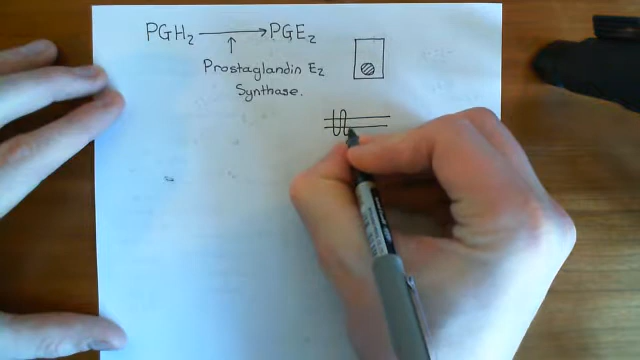 PGH₂ → PGE₂
Prostaglandin E₂
Synthase.